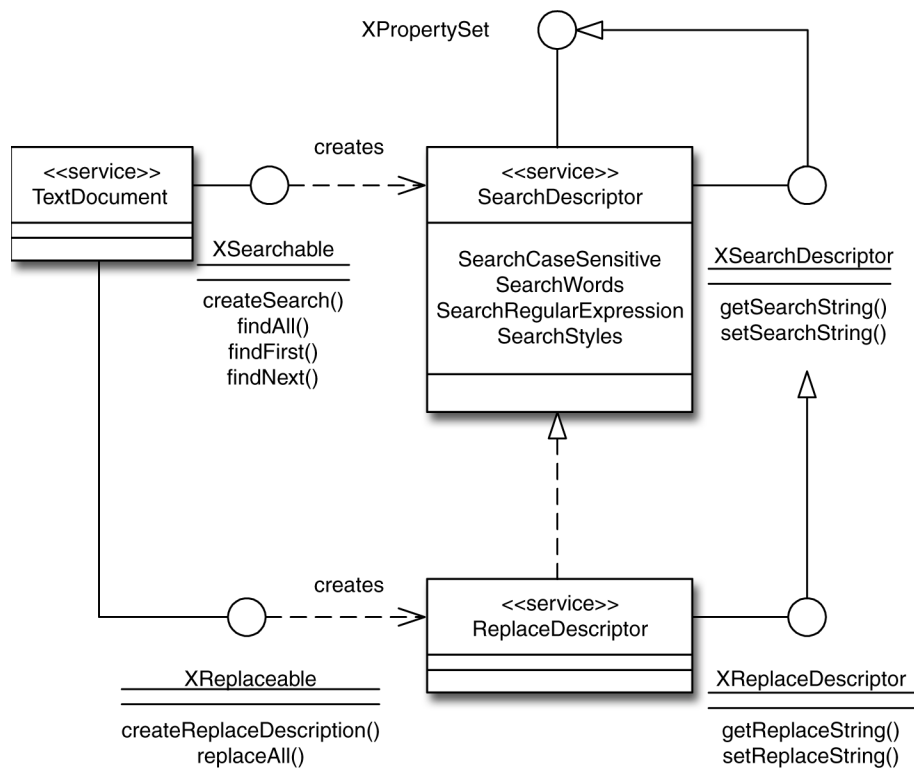 XPropertySet
creates
<<service>>
TextDocument
<<service>>
SearchDescriptor
XSearchable
createSearch()
findAll()
findFirst()
findNext()
SearchCaseSensitive
SearchWords
SearchRegularExpression
SearchStyles
XSearchDescriptor
getSearchString()
setSearchString()
creates
<<service>>
ReplaceDescriptor
XReplaceable
createReplaceDescription()
replaceAll()
XReplaceDescriptor
getReplaceString()
setReplaceString()